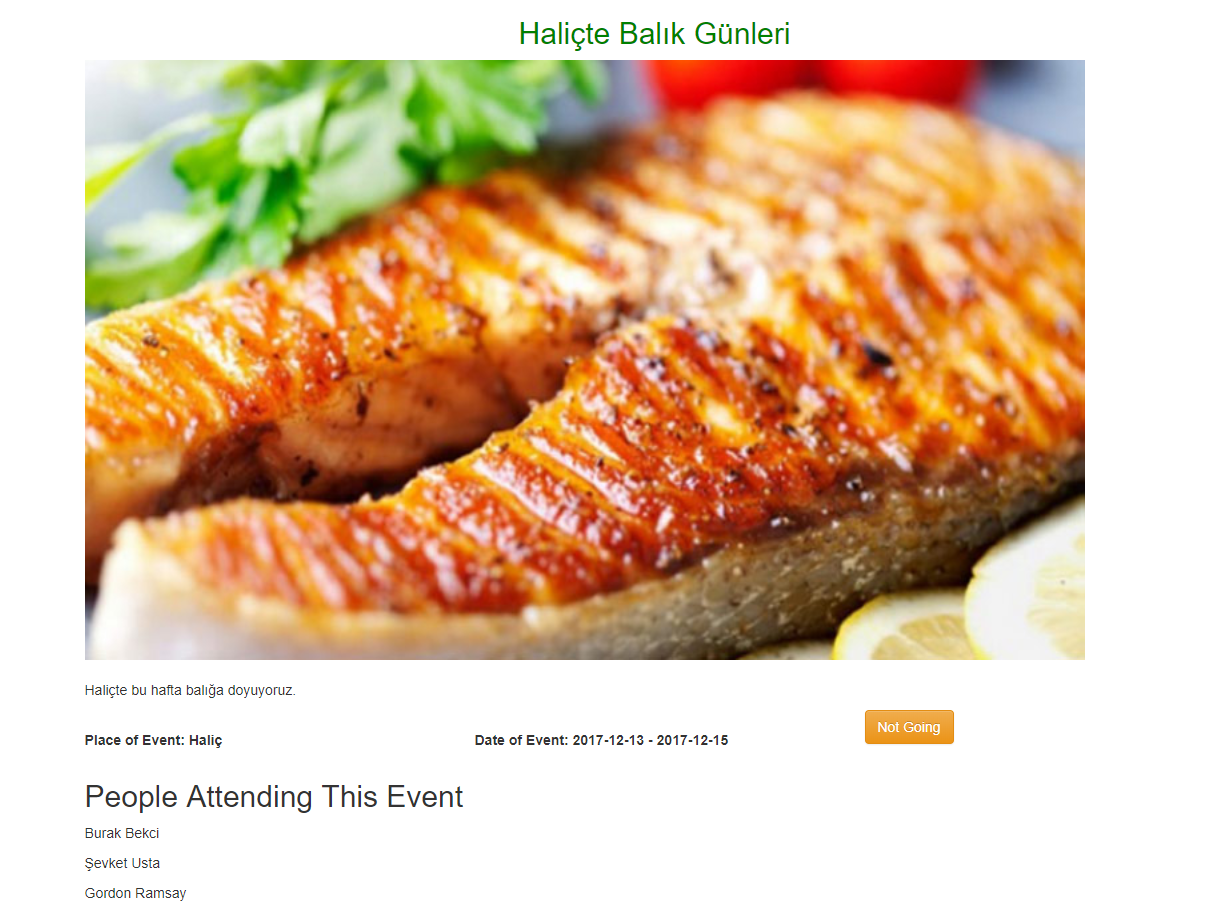 Haliçte Balık Günleri
Haliçte bu hafta balığa doyuyoruz.
Place of Event: Haliç
Date of Event: 2017-12-13 - 2017-12-15
Not Going
People Attending This Event
Burak Bekci
Şevket Usta
Gordon Ramsay